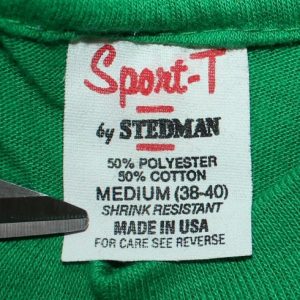 Sport-T
by STEDMAN
50% POLYESTER
50% COTTON
MEDIUM (38-40)
SHRINK RESISTANT
MADE IN USA
FOR CARE SEE REVERSE